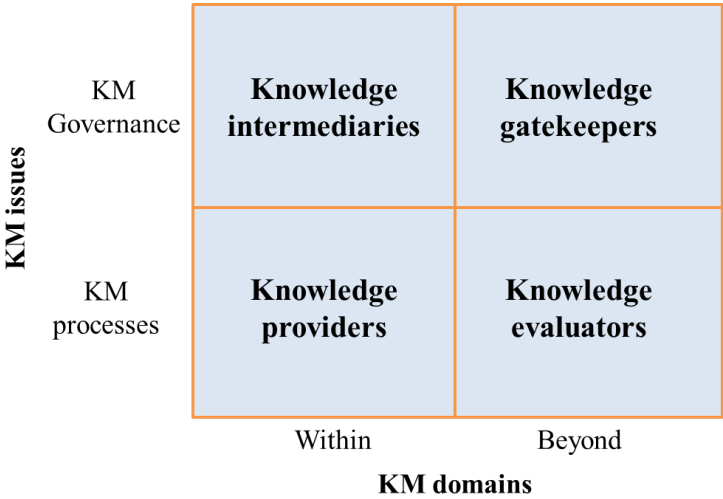 KM issues
KM
Governance
Knowledge
intermediaries
Knowledge
gatekeepers
KM
processes
Knowledge
providers
Knowledge
evaluators
Within
Beyond
KM domains